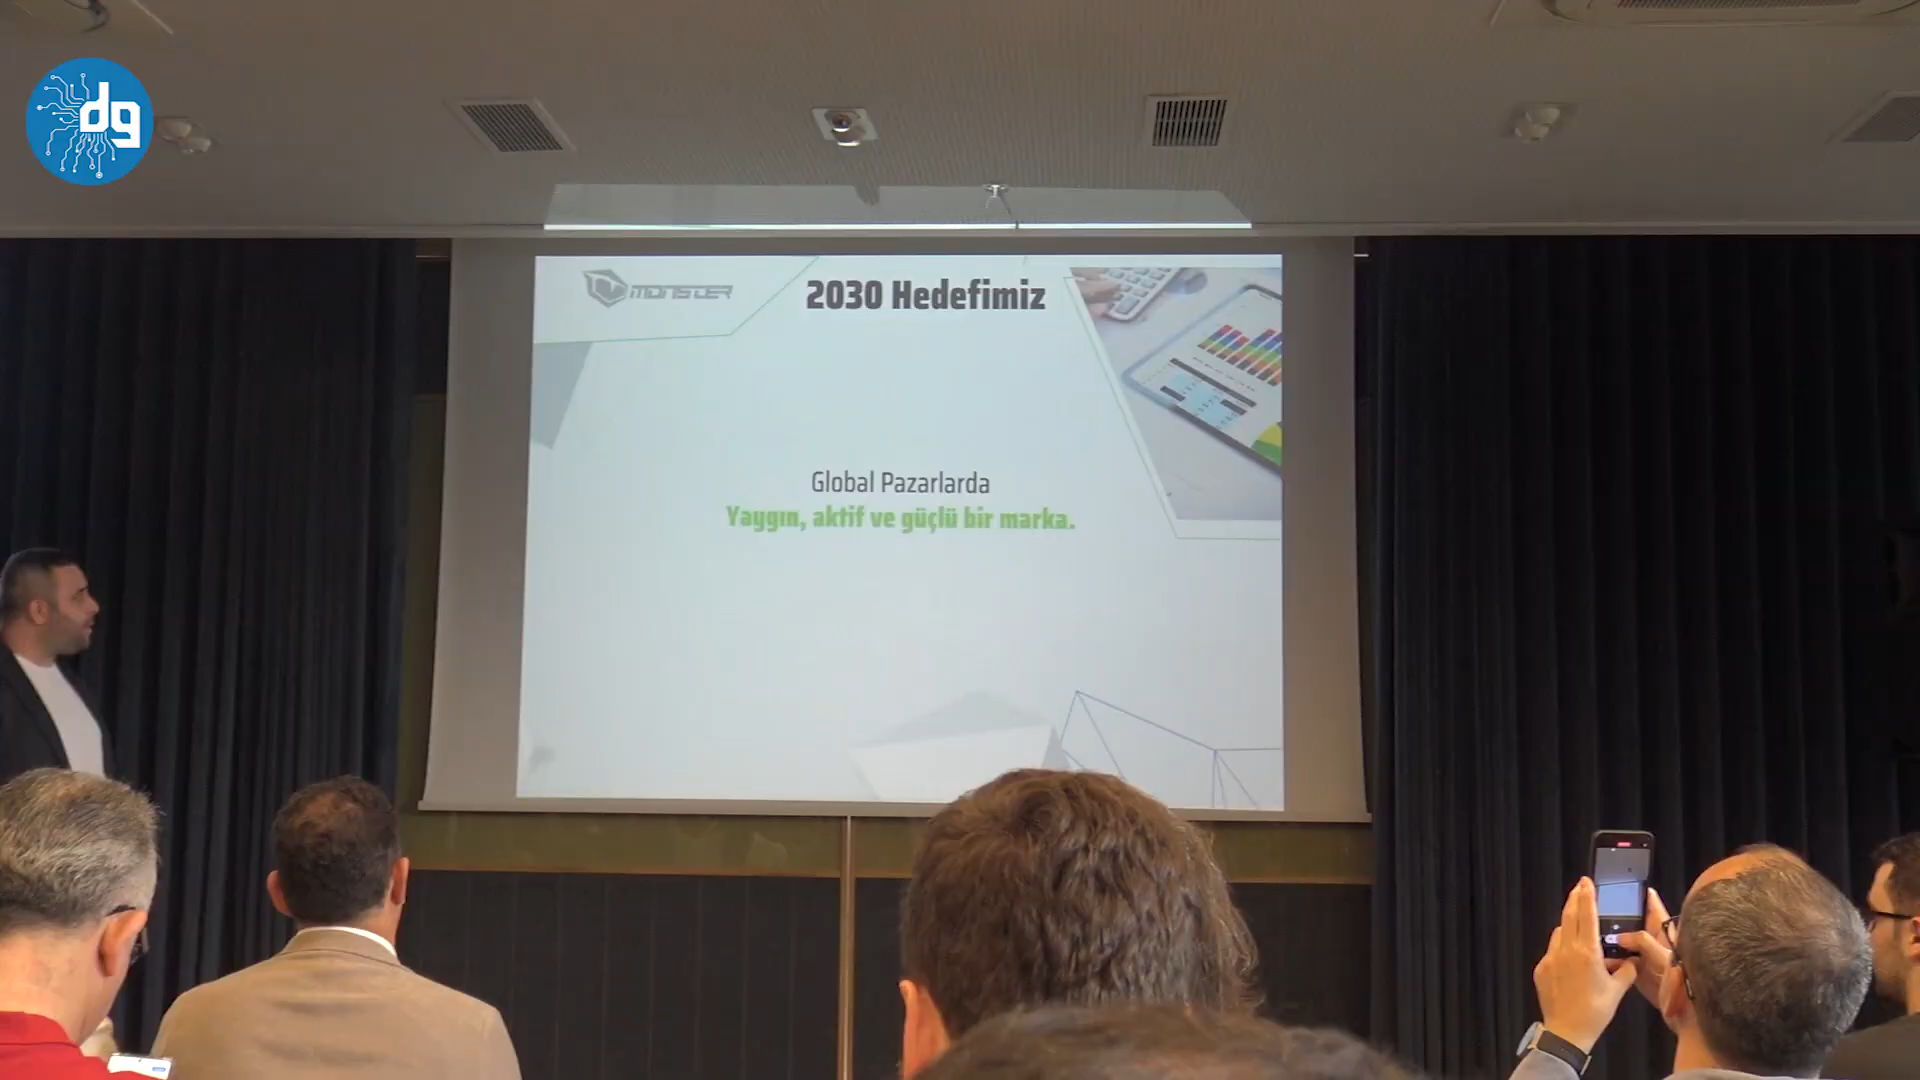 dg
MONSTER
2030 Hedefimiz
Global Pazarlarda
Yaygın, aktif ve güçlü bir marka.